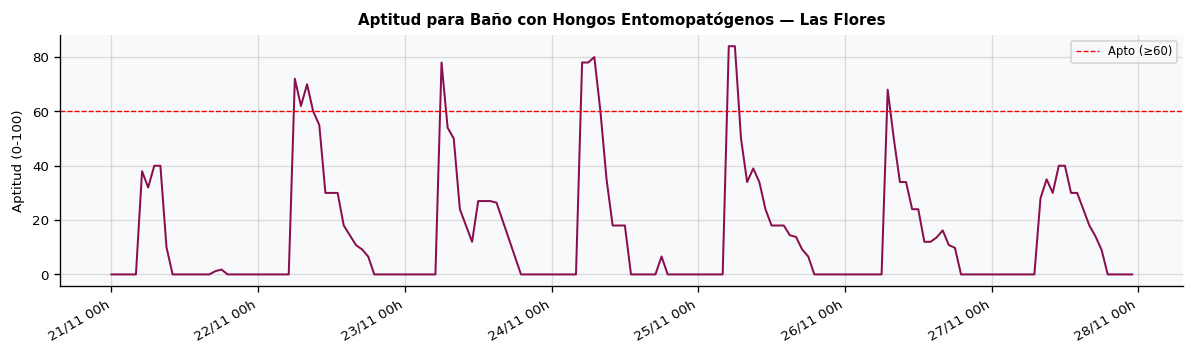 Aptitud para Baño con Hongos Entomopatógenos — Las Flores
Apto (≥60)
Aptitud (0-100)
80
60
40
20
0
21/11 00h
22/11 00h
23/11 00h
24/11 00h
25/11 00h
26/11 00h
27/11 00h
28/11 00h